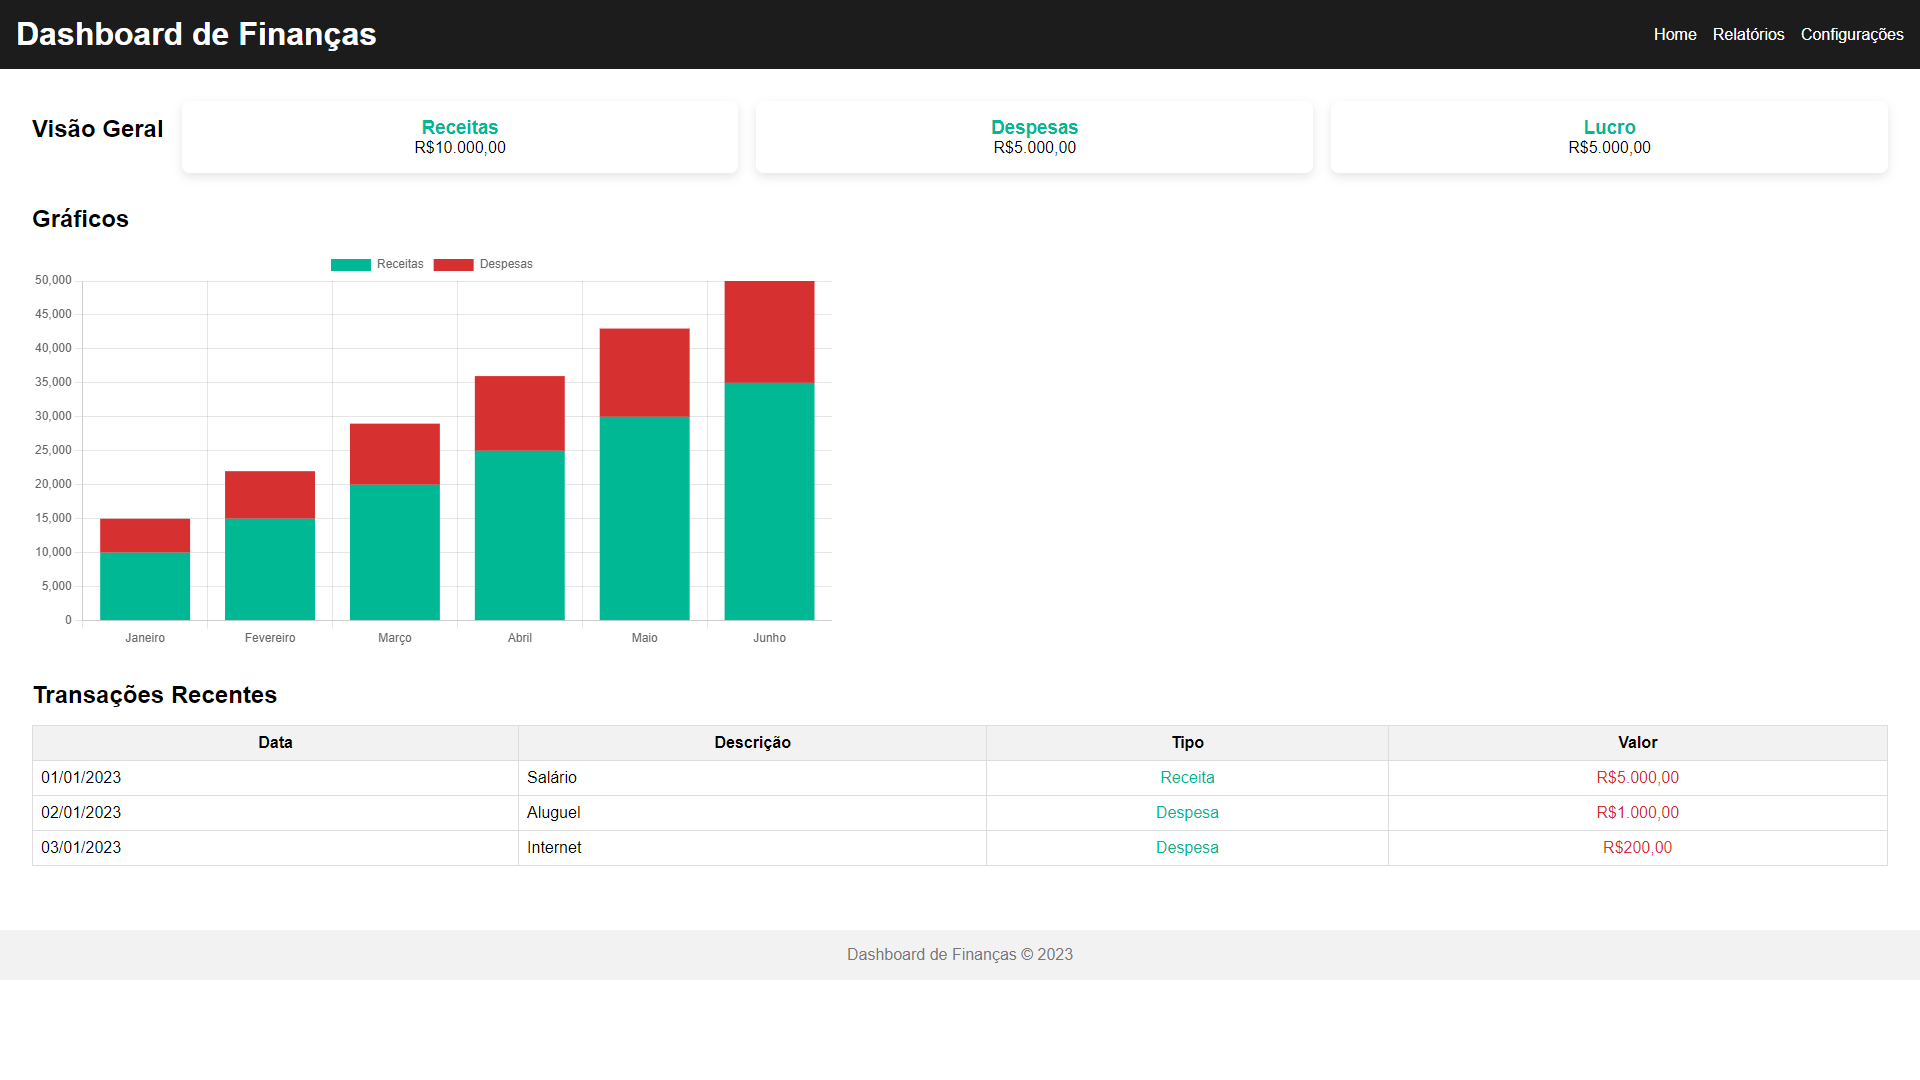 Dashboard de Finanças
Home Relatórios Configurações
Visão Geral
Receitas
R$10.000,00
Despesas
R$5.000,00
Lucro
R$5.000,00
Gráficos
Receitas Despesas
50,000
45,000
40,000
35,000
30,000
25,000
20,000
15,000
10,000
5,000
0
Janeiro Fevereiro Março Abril Maio Junho
Transações Recentes
Data Descrição Tipo Valor
01/01/2023 Salário Receita R$5.000,00
02/01/2023 Aluguel Despesa R$1.000,00
03/01/2023 Internet Despesa R$200,00
Dashboard de Finanças © 2023